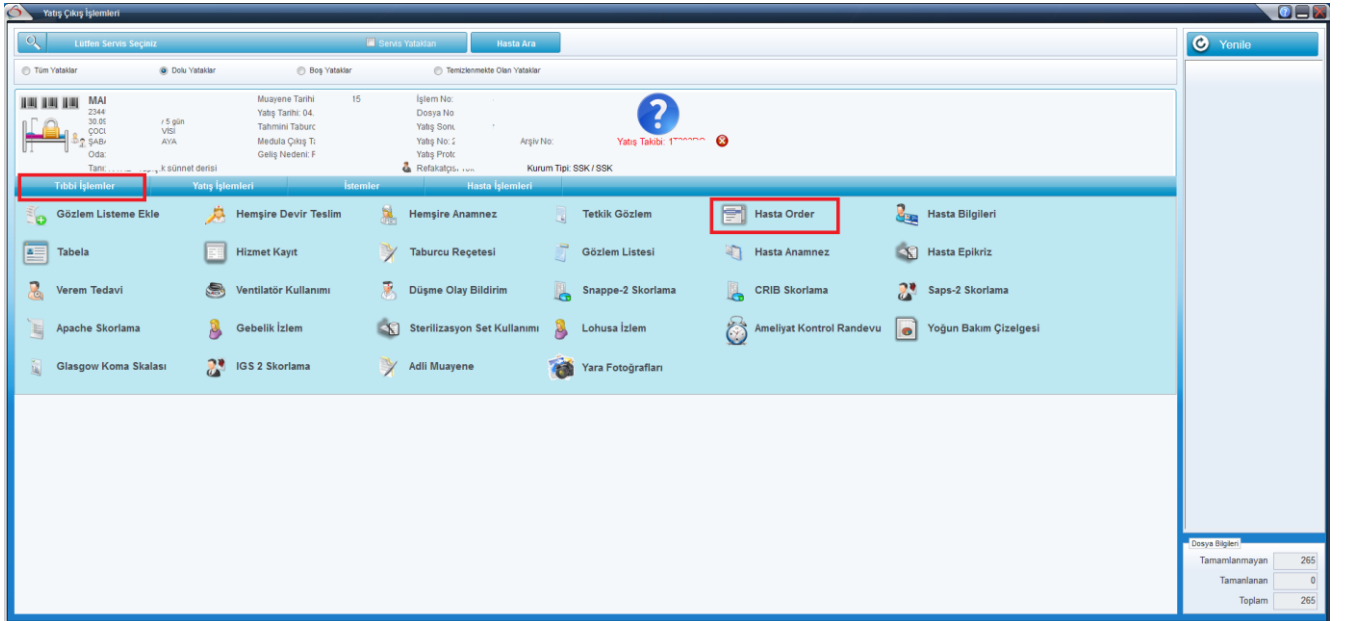 Yatış Çıkış İşlemleri
Lütfen Servis Seçiniz Servis Yatakları Hasta Ara
Yenile
Tüm Yataklar Dolu Yataklar Boş Yataklar Temizlenmekte Olan Yataklar
Muayene Tarihi 15 İşlem No:
2344 Yatış Tarihi: 04. Dosya No
30.09 / 5 gün Yatış Sonu
VİSİ Medula Çıkış Yatış No: 2 Arşiv No: Yatış Takibi:
ŞAB AYA Geliş Nedeni: Yatış Prot
Oda:
sünnet derisi Refakatçı Kurum Tipi: SSK / SSK
Tıbbi İşlemler Yatış İşlemleri İstemler Hasta İşlemleri
Gözlem Listeme Ekle Hemşire Devir Teslim Hemşire Anamnez Tetkik Gözlem Hasta Order Hasta Bilgileri
Tabela Hizmet Kayıt Taburcu Reçetesi Gözlem Listesi Hasta Anamnez Hasta Epikriz
Verem Tedavi Ventilatör Kullanımı Düşme Olay Bildirim Snappe-2 Skorlama CRIB Skorlama Saps-2 Skorlama
Apache Skorlama Gebelik İzlem Sterilizasyon Set Kullanımı Lohusa İzlem Ameliyat Kontrol Randevu Yoğun Bakım Çizelgesi
Glasgow Koma Skalası IGS 2 Skorlama Adli Muayene Yara Fotoğrafları
Dosya Bilgileri
Tamamlanmayan 265
Tamanlanan 0
Toplam 265